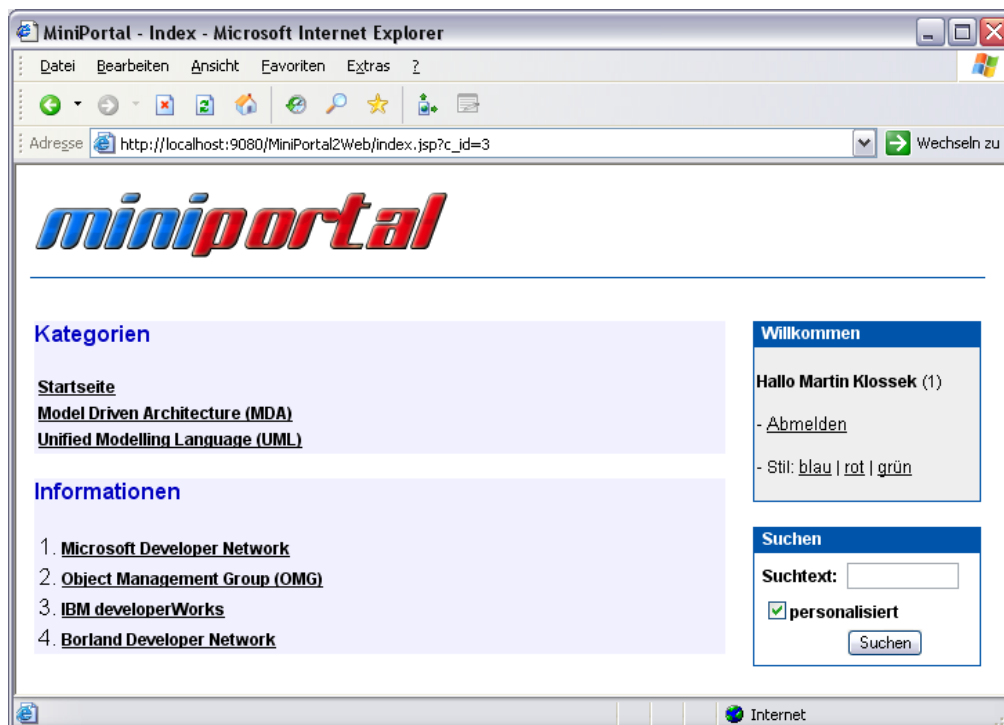 MiniPortal - Index - Microsoft Internet Explorer
Datei Bearbeiten Ansicht Favoriten Extras ?
Adresse http://localhost:9080/MiniPortal2Web/index.jsp?c_id=3 Wechseln zu
miniportal
Kategorien
Startseite
Model Driven Architecture (MDA)
Unified Modelling Language (UML)
Informationen
1. Microsoft Developer Network
2. Object Management Group (OMG)
3. IBM developerWorks
4. Borland Developer Network
Willkommen
Hallo Martin Klossek (1)
- Abmelden
- Stil: blau | rot | grün
Suchen
Suchtext:
personalisiert
Suchen
Internet